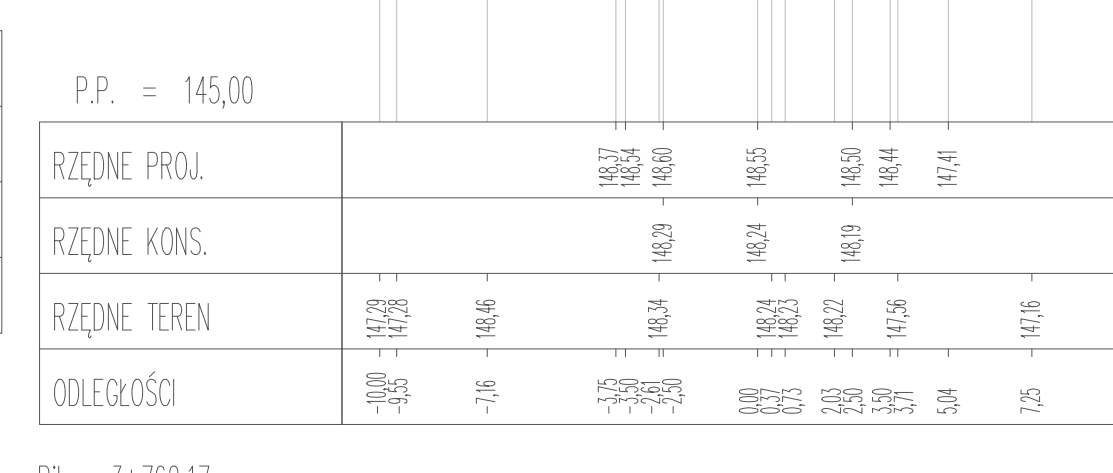 P.P. = 145,00
RZĘDNE PROJ. 148,37 148,54 148,60 148,55 148,50 148,44 147,41
RZĘDNE KONS. 148,29 148,24 148,19
RZĘDNE TEREN 147,29 147,28 148,46 148,34 148,24 148,23 148,22 147,56 147,16
ODLEGŁOŚCI -10,00 -9,55 -7,16 -3,75 -3,50 -2,61 -2,50 0,00 0,37 0,73 2,03 2,50 3,50 3,71 5,04 7,25